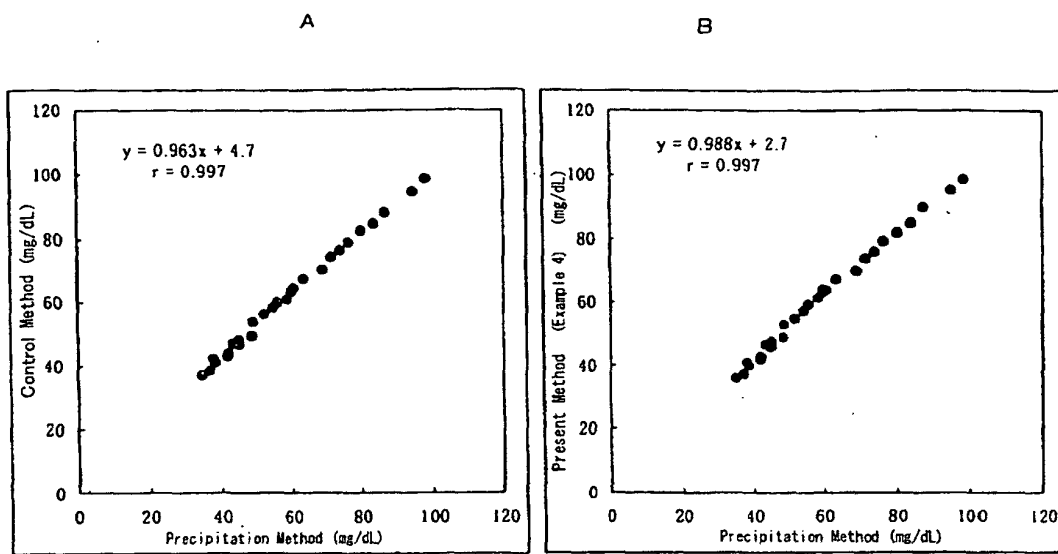 A
120
y = 0.963x + 4.7
r = 0.997
100
80
60
40
20
0
Control Method (mg/dL)
0 20 40 60 80 100 120
Precipitation Method (mg/dL)
B
120
y = 0.988x + 2.7
r = 0.997
100
80
60
40
20
0
Present Method (Example 4) (mg/dL)
0 20 40 60 80 100 120
Precipitation Method (mg/dL)